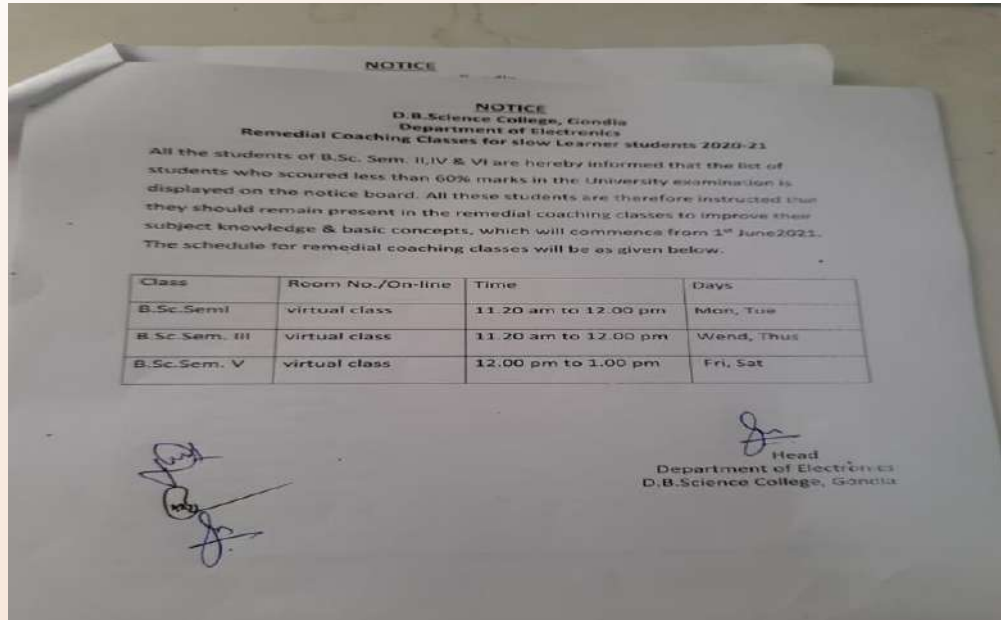 NOTICE
NOTICE
D.B.Science College, Gondia
Department of Electronics
Remedial Coaching Classes for slow Learner students 2020-21
All the students of B.Sc. Sem. II,IV & VI are hereby informed that the list of
students who scoured less than 60% marks in the University examination is
displayed on the notice board. All these students are therefore instructed that
they should remain present in the remedial coaching classes to improve their
subject knowledge & basic concepts, which will commence from 1st June2021.
The schedule for remedial coaching classes will be as given below.
Class Room No./On-line Time Days
B.Sc.SemI virtual class 11.20 am to 12.00 pm Mon, Tue
B.Sc.Sem. III virtual class 11.20 am to 12.00 pm Wend, Thus
B.Sc.Sem. V virtual class 12.00 pm to 1.00 pm Fri, Sat
Head
Department of Electronics
D.B.Science College, Gondia